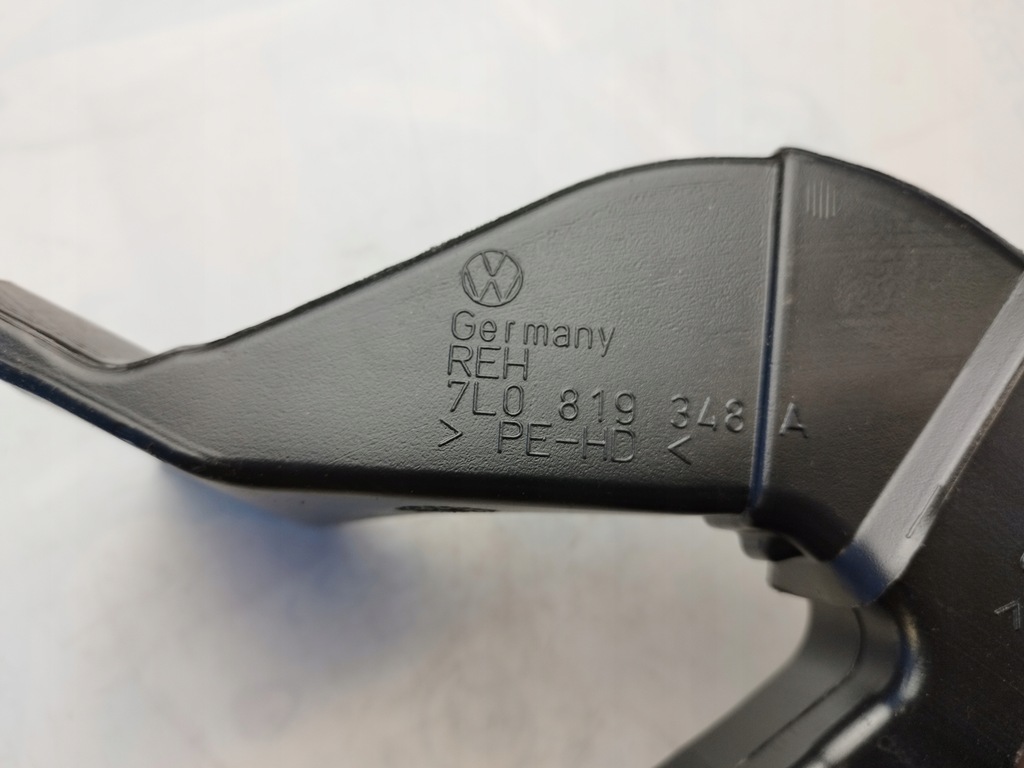 Germany
REH
7L0 819 348 A
> PE-HD <